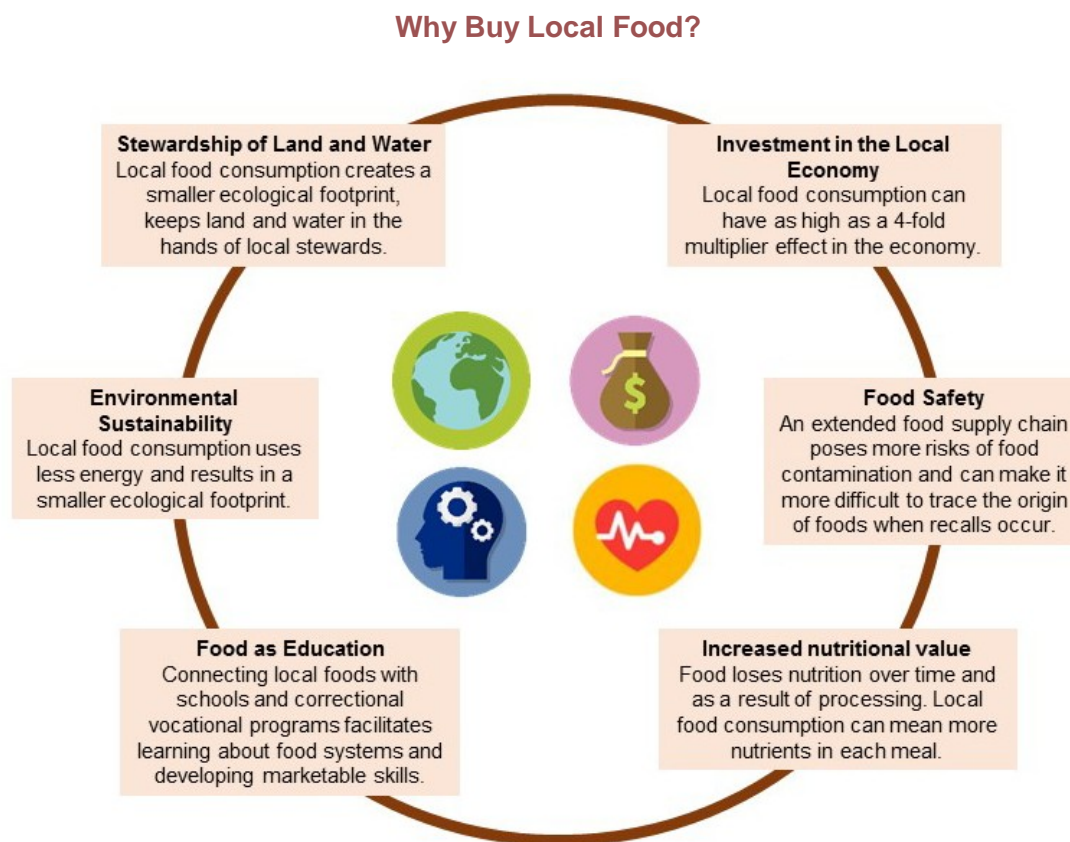 Why Buy Local Food?
Stewardship of Land and Water
Local food consumption creates a
smaller ecological footprint,
keeps land and water in the
hands of local stewards.
Investment in the Local
Economy
Local food consumption can
have as high as a 4-fold
multiplier effect in the economy.
Environmental
Sustainability
Local food consumption uses
less energy and results in a
smaller ecological footprint.
$
Food Safety
An extended food supply chain
poses more risks of food
contamination and can make it
more difficult to trace the origin
of foods when recalls occur.
Food as Education
Connecting local foods with
schools and correctional
vocational programs facilitates
learning about food systems and
developing marketable skills.
Increased nutritional value
Food loses nutrition over time and
as a result of processing. Local
food consumption can mean more
nutrients in each meal.